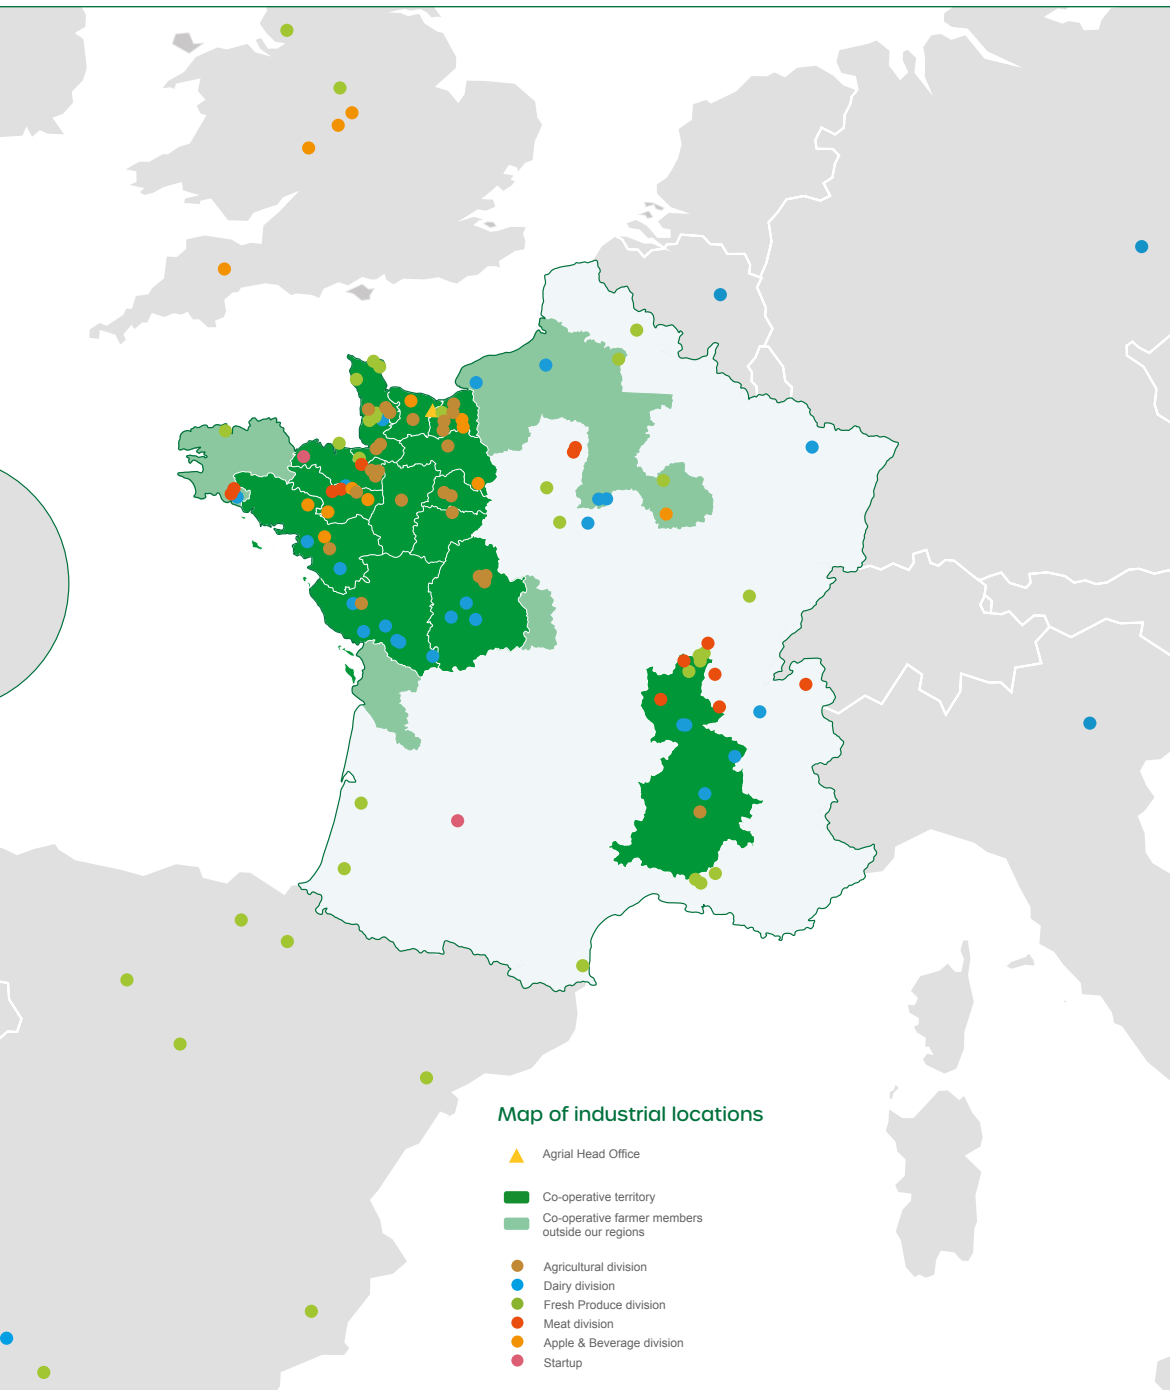 Map of industrial locations
Agrial Head Office
Co-operative territory
Co-operative farmer members
outside our regions
Agricultural division
Dairy division
Fresh Produce division
Meat division
Apple & Beverage division
Startup